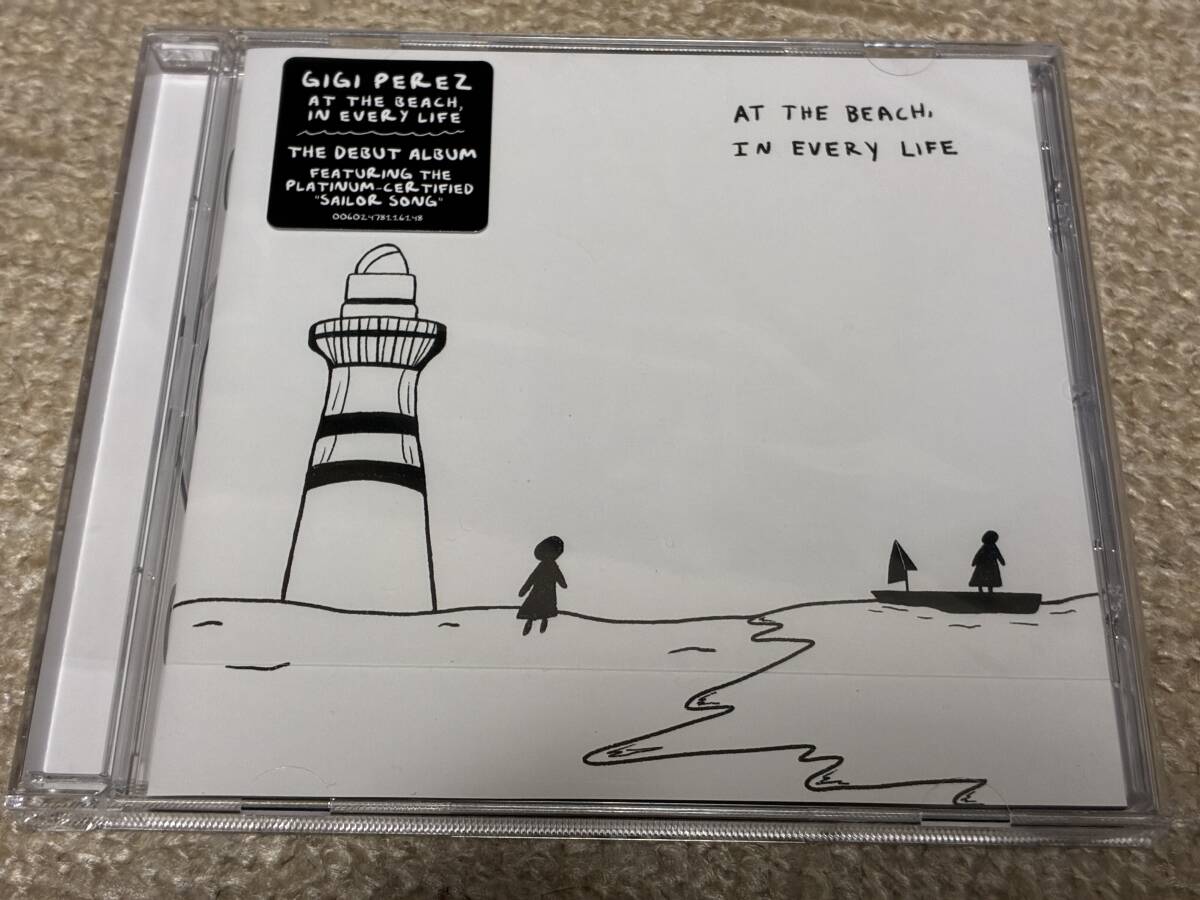 GIGI PEREZ
AT THE BEACH,
IN EVERY LIFE
THE DEBUT ALBUM
FEATURING THE
PLATINUM-CERTIFIED
"SAILOR SONG"
00602478116148
AT THE BEACH,
IN EVERY LIFE